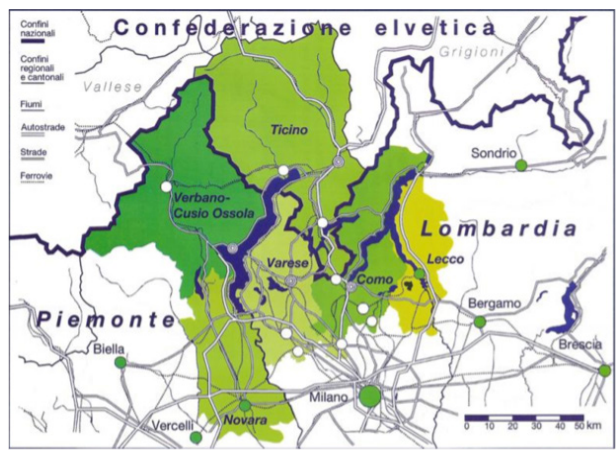 Confederazione elvetica
Confini
nazionali
Confini
regionali
e cantonali
Fiumi
Autostrade
Strade
Ferrovie
Vallese
Grigioni
Ticino
Sondrio
Verbano-
Cusio Ossola
Lombardia
Varese
Como
Lecco
Piemonte
Bergamo
Biella
Brescia
Milano
Novara
Vercelli
0 10 20 30 40 50 km